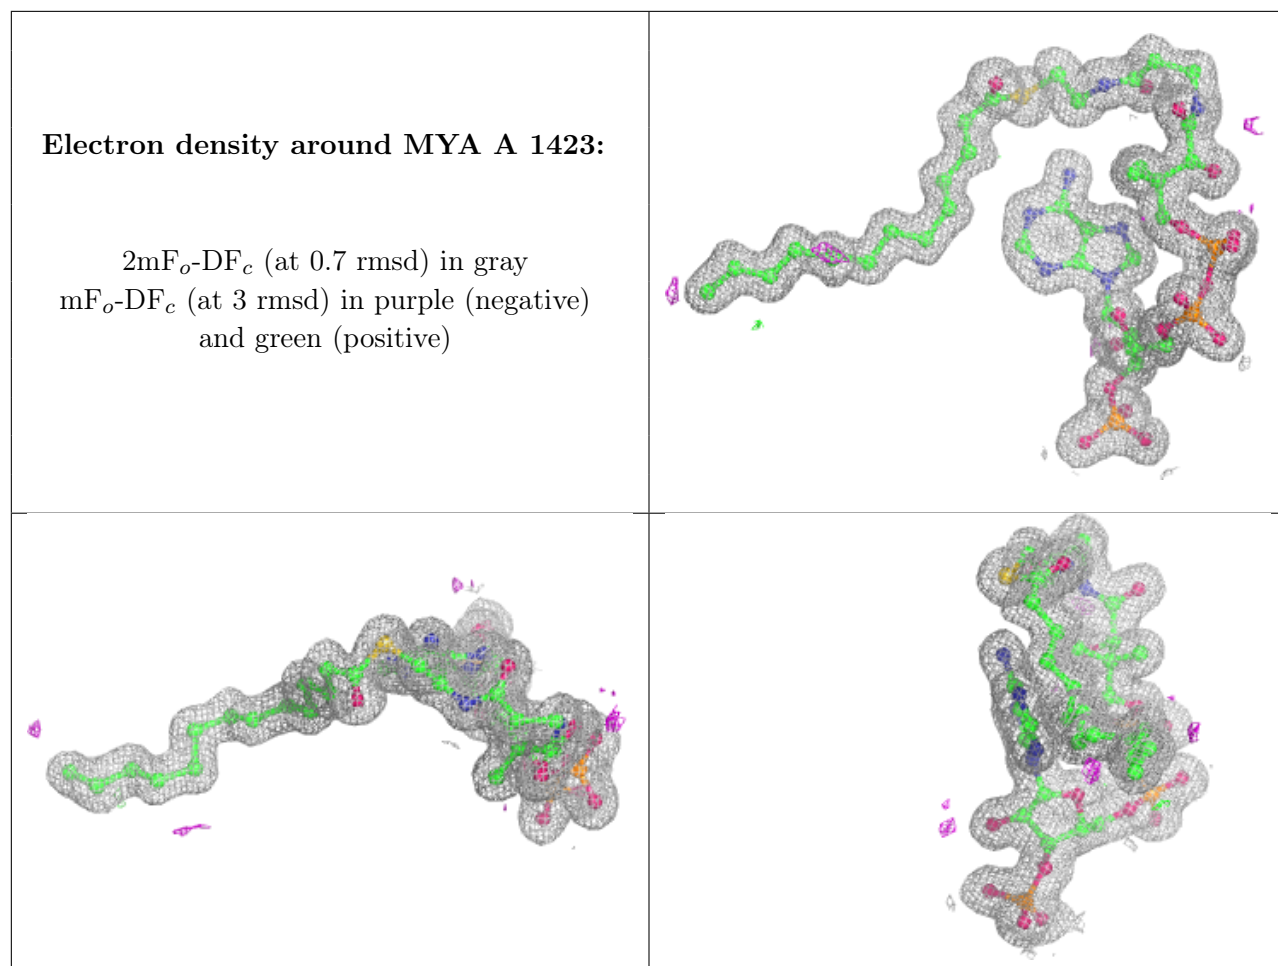 Electron density around MYA A 1423:
2mFo-DFc (at 0.7 rmsd) in gray
mFo-DFc (at 3 rmsd) in purple (negative)
and green (positive)